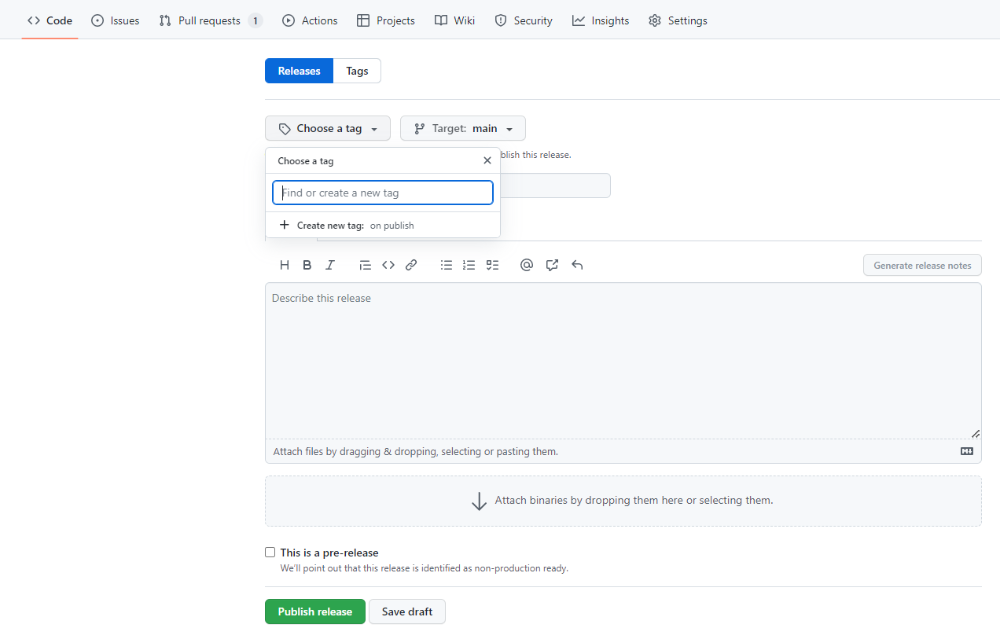 Code Issues Pull requests 1 Actions Projects Wiki Security Insights Settings
Releases Tags
Choose a tag Target: main
blish this release.
Choose a tag
Find or create a new tag
Create new tag: on publish
H B I @
Generate release notes
Describe this release
Attach files by dragging & dropping, selecting or pasting them.
Attach binaries by dropping them here or selecting them.
This is a pre-release
We'll point out that this release is identified as non-production ready.
Publish release Save draft